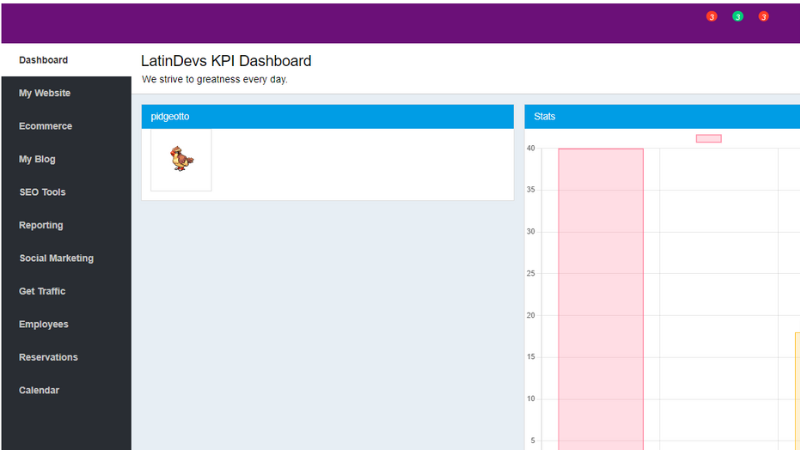 3 3 3
Dashboard
My Website
Ecommerce
My Blog
SEO Tools
Reporting
Social Marketing
Get Traffic
Employees
Reservations
Calendar
LatinDevs KPI Dashboard
We strive to greatness every day.
pidgeotto
Stats
40
35
30
25
20
15
10
5